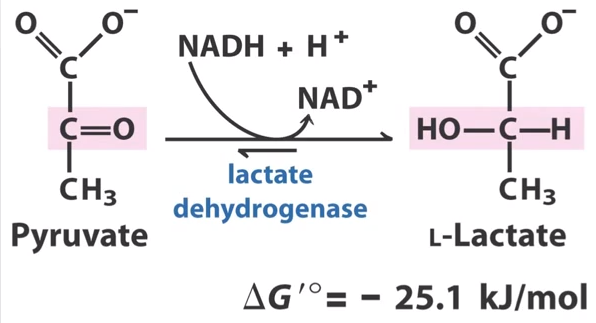 O O⁻
C
C=O
CH₃
Pyruvate
NADH + H⁺
NAD⁺
lactate
dehydrogenase
O O⁻
C
HO—C—H
CH₃
L-Lactate
ΔG′°= − 25.1 kJ/mol